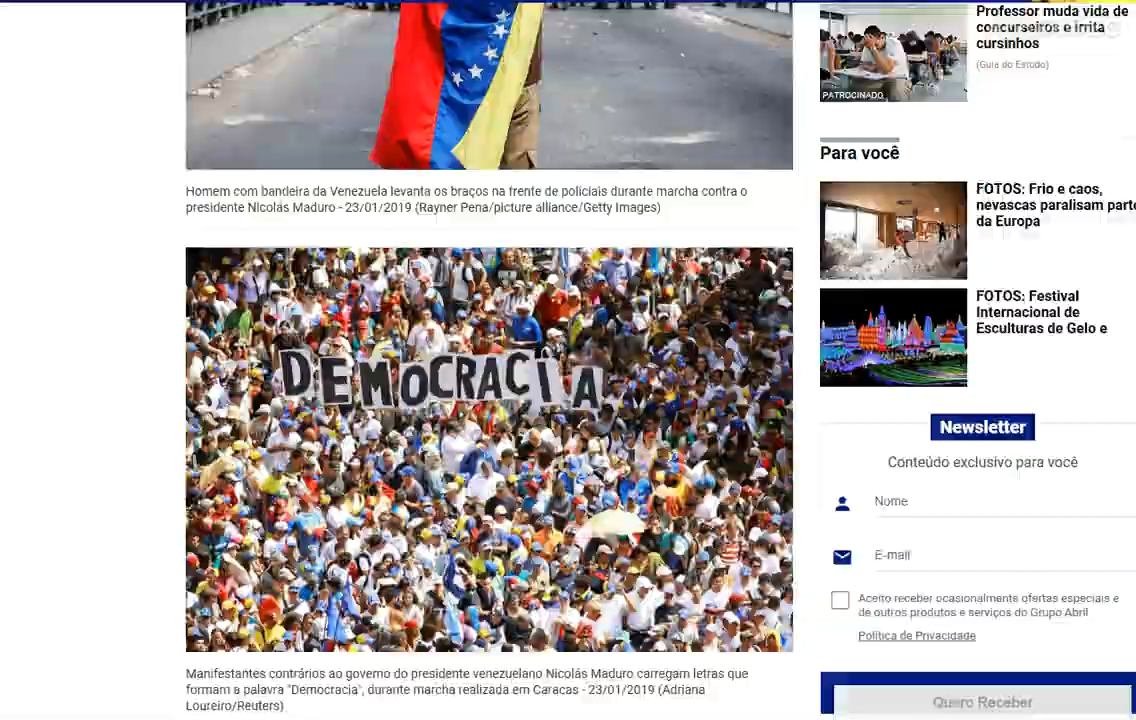 Homem com bandeira da Venezuela levanta os braços na frente de policiais durante marcha contra o
presidente Nicolás Maduro - 23/01/2019 (Rayner Pena/picture alliance/Getty Images)
DEMOCRACIA
Manifestantes contrários ao governo do presidente venezuelano Nicolás Maduro carregam letras que
formam a palavra "Democracia", durante marcha realizada em Caracas - 23/01/2019 (Adriana
Loureiro/Reuters)
Professor muda vida de
concurseiros e irrita
cursinhos
(Guia do Estudo)
PATROCINADO
Para você
FOTOS: Frio e caos,
nevascas paralisam parte
da Europa
FOTOS: Festival
Internacional de
Esculturas de Gelo e
Newsletter
Conteúdo exclusivo para você
Nome
E-mail
Aceito receber ocasionalmente ofertas especiais e
de outros produtos e serviços do Grupo Abril
Política de Privacidade
Quero Receber